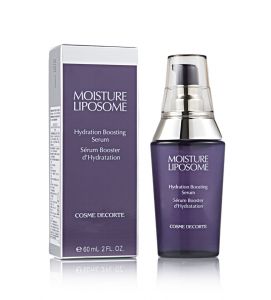 MOISTURE
LIPOSOME
Hydration Boosting
Serum
Sérum Booster
d'Hydratation
COSME DECORTE
℮ 60 mL 2 FL. OZ.
MOISTURE
LIPOSOME
Hydration Boosting
Serum
Sérum Booster
d'Hydratation
COSME DECORTE